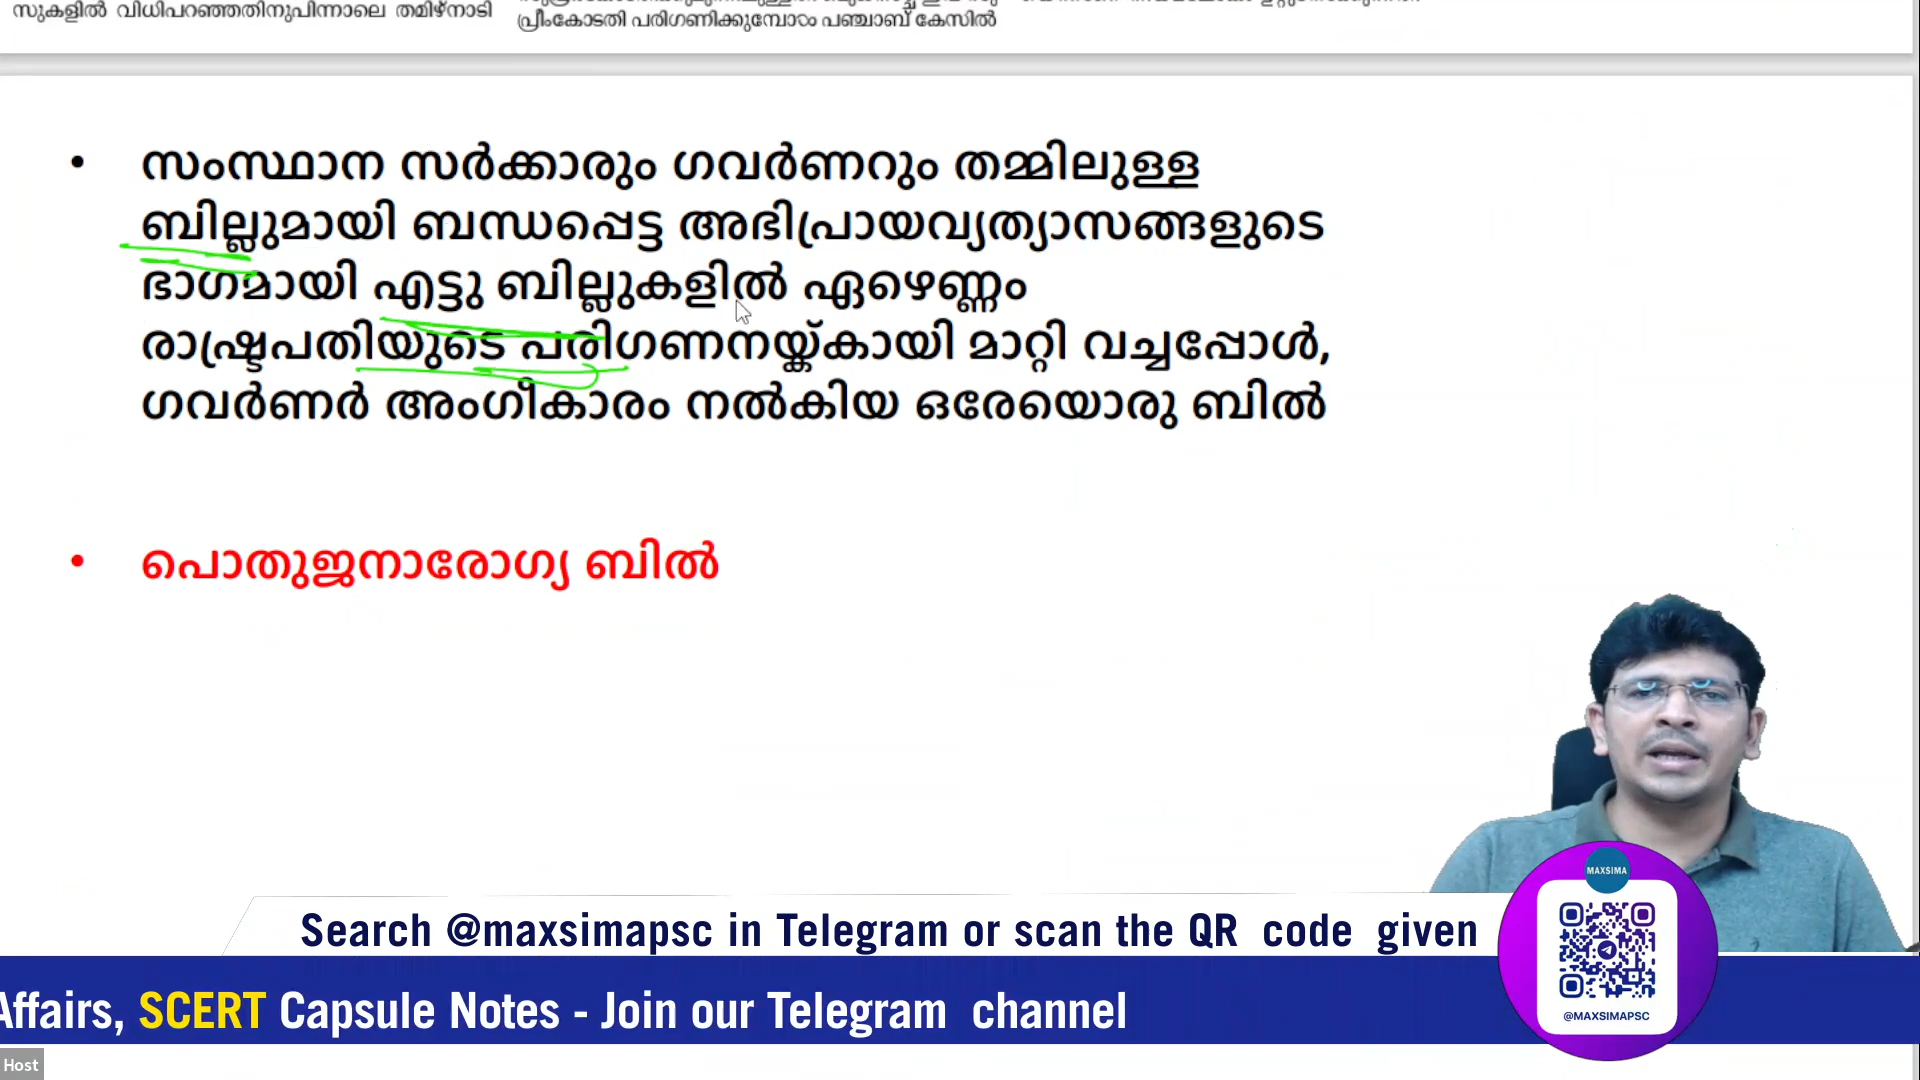 സുകളിൽ വിധിപറഞ്ഞതിനുപിന്നാലെ തമിഴ്നാടി
പ്രീംകോടതി പരിഗണിക്കുമ്പോഠം പഞ്ചാബ് കേസിൽ
• സംസ്ഥാന സർക്കാരും ഗവർണറും തമ്മിലുള്ള
ബില്ലുമായി ബന്ധപ്പെട്ട അഭിപ്രായവ്യത്യാസങ്ങളുടെ
ഭാഗമായി എട്ടു ബില്ലുകളിൽ ഏഴെണ്ണം
രാഷ്ട്രപതിയുടെ പരിഗണനയ്ക്കായി മാറ്റി വച്ചപ്പോൾ,
ഗവർണർ അംഗീകാരം നൽകിയ ഒരേയൊരു ബിൽ
• പൊതുജനാരോഗ്യ ബിൽ
MAXSIMA
Search @maxsimapsc in Telegram or scan the QR code given
Affairs, SCERT Capsule Notes - Join our Telegram channel
@MAXSIMAPSC
Host